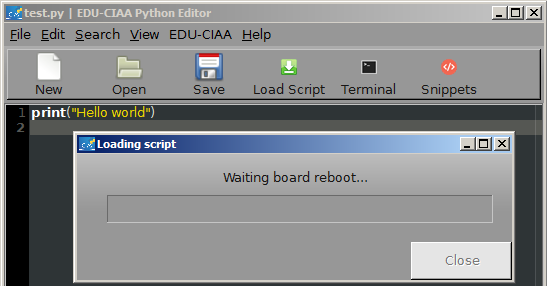 test.py | EDU-CIAA Python Editor
File Edit Search View EDU-CIAA Help
New Open Save Load Script Terminal Snippets
1 print("Hello world")
2
Loading script
Waiting board reboot...
Close